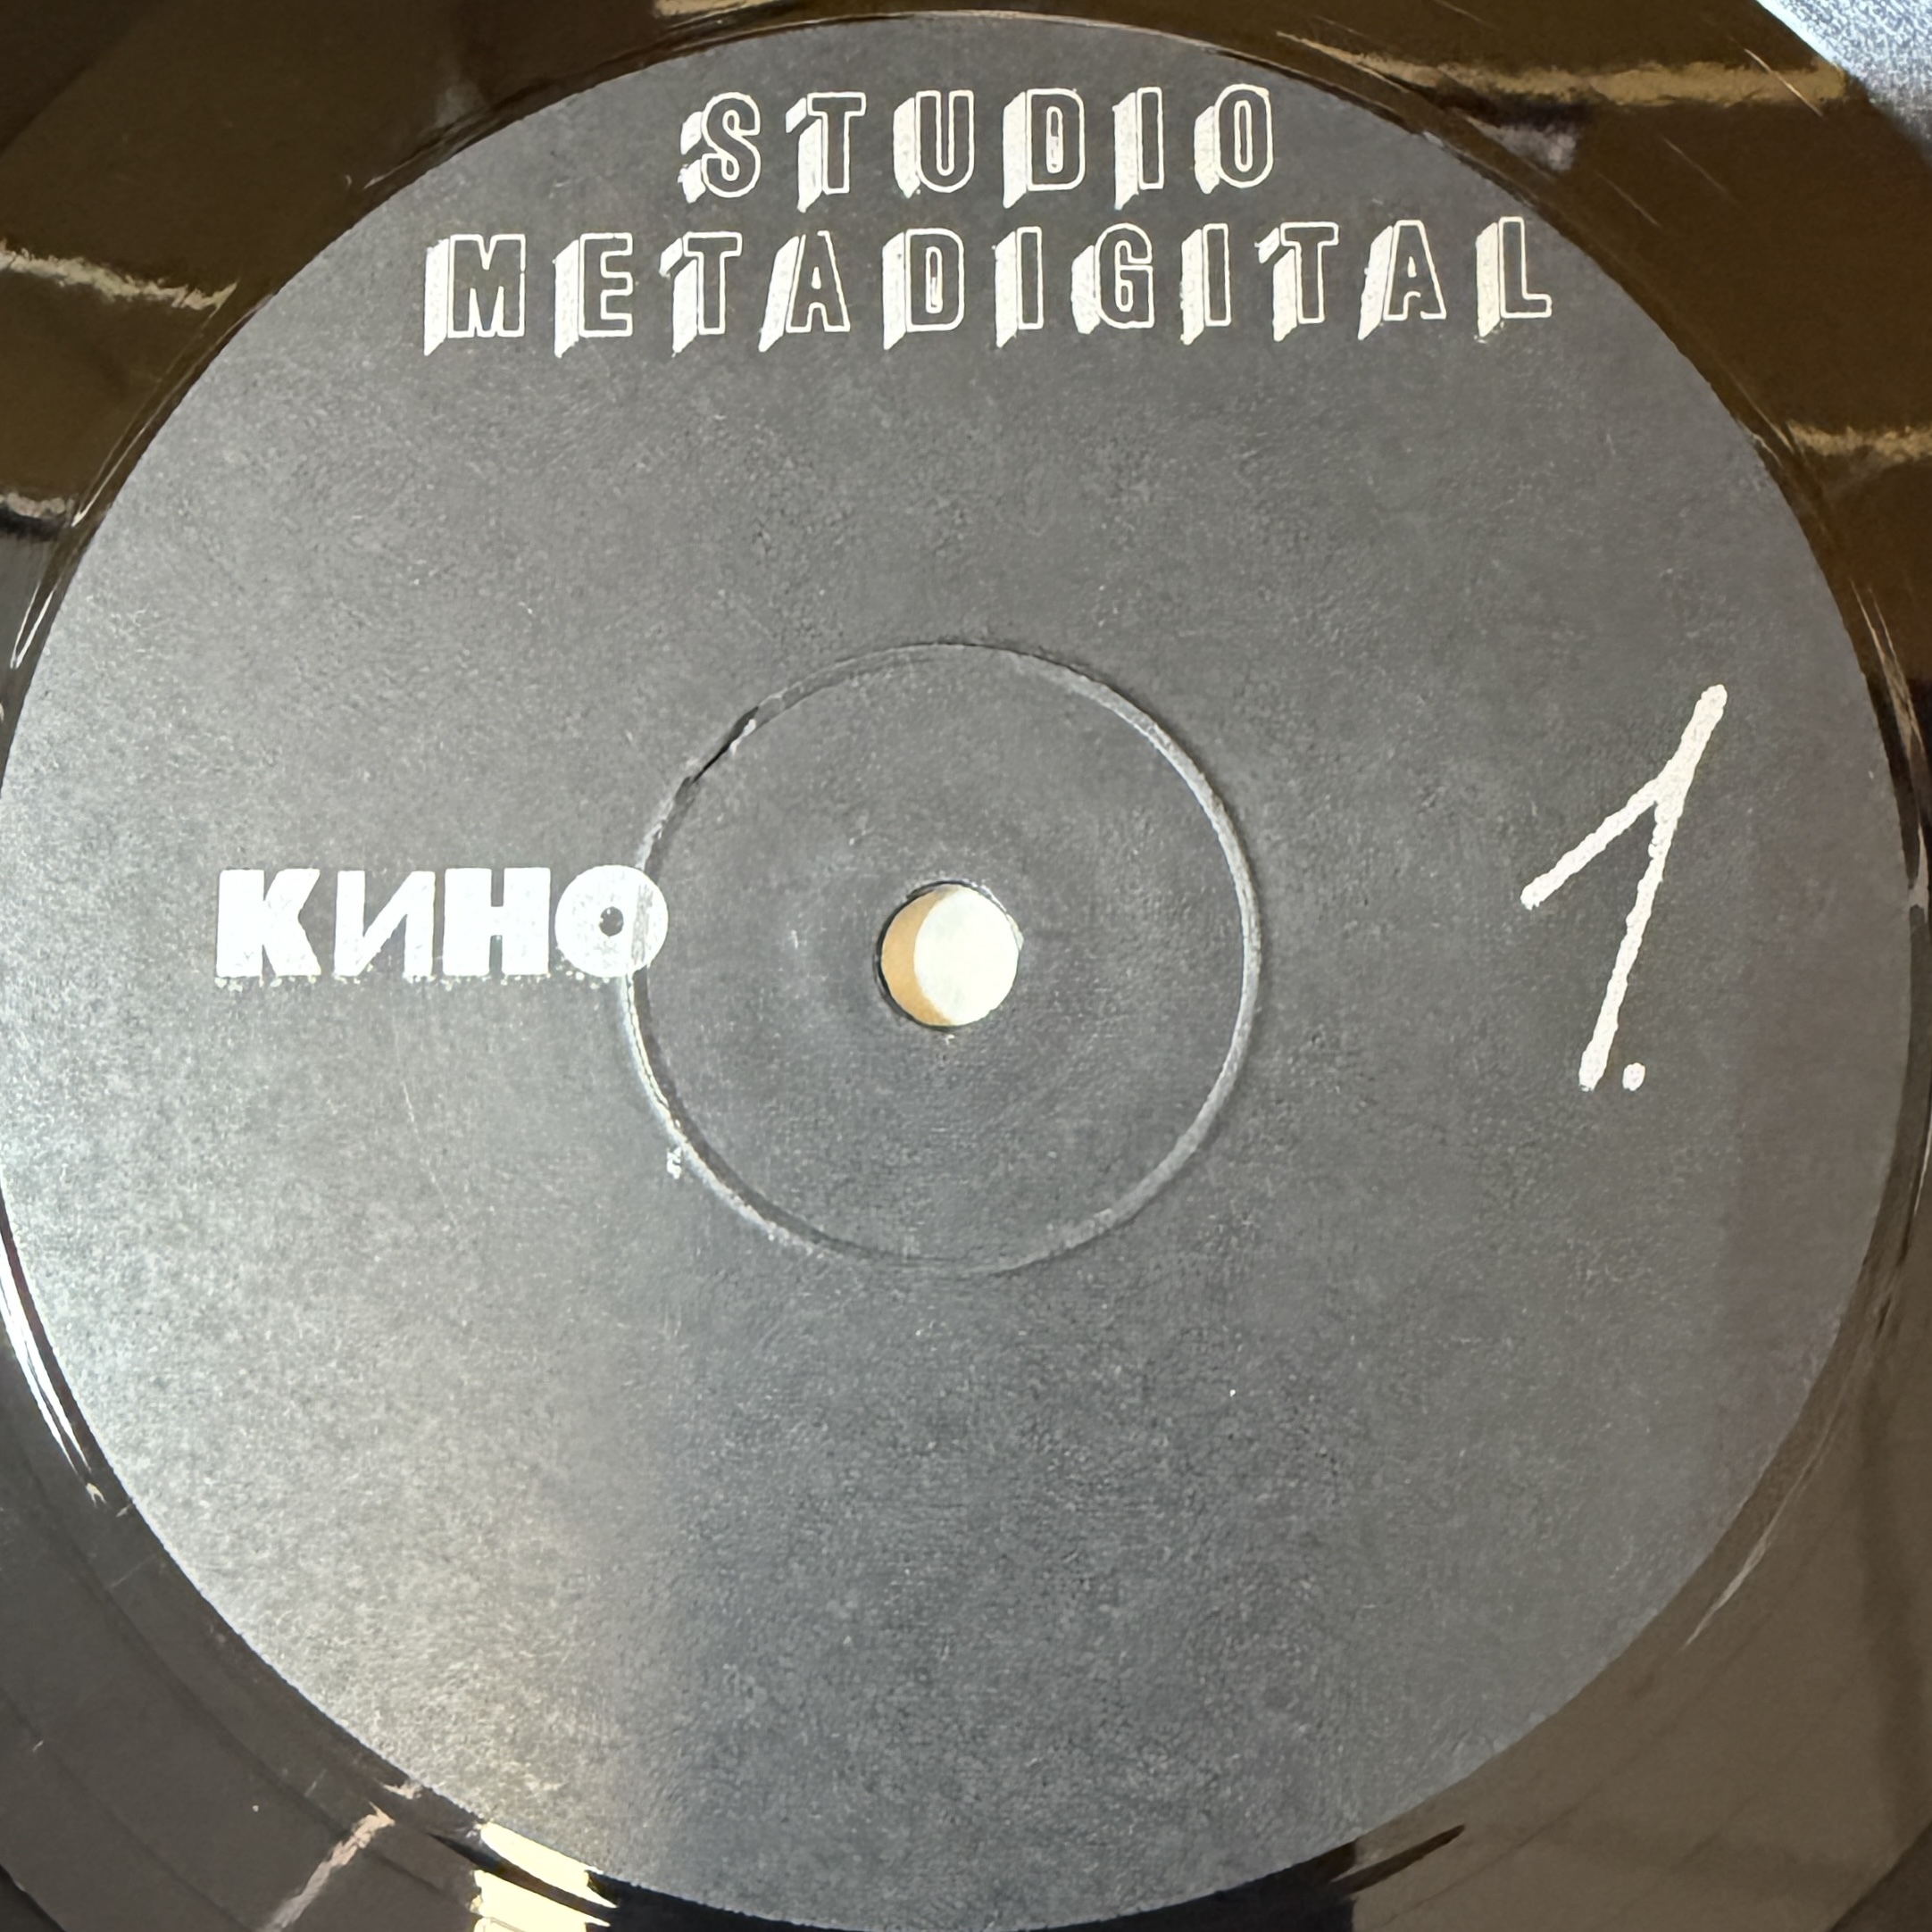 STUDIO
METADIGITAL
КИНО
1.